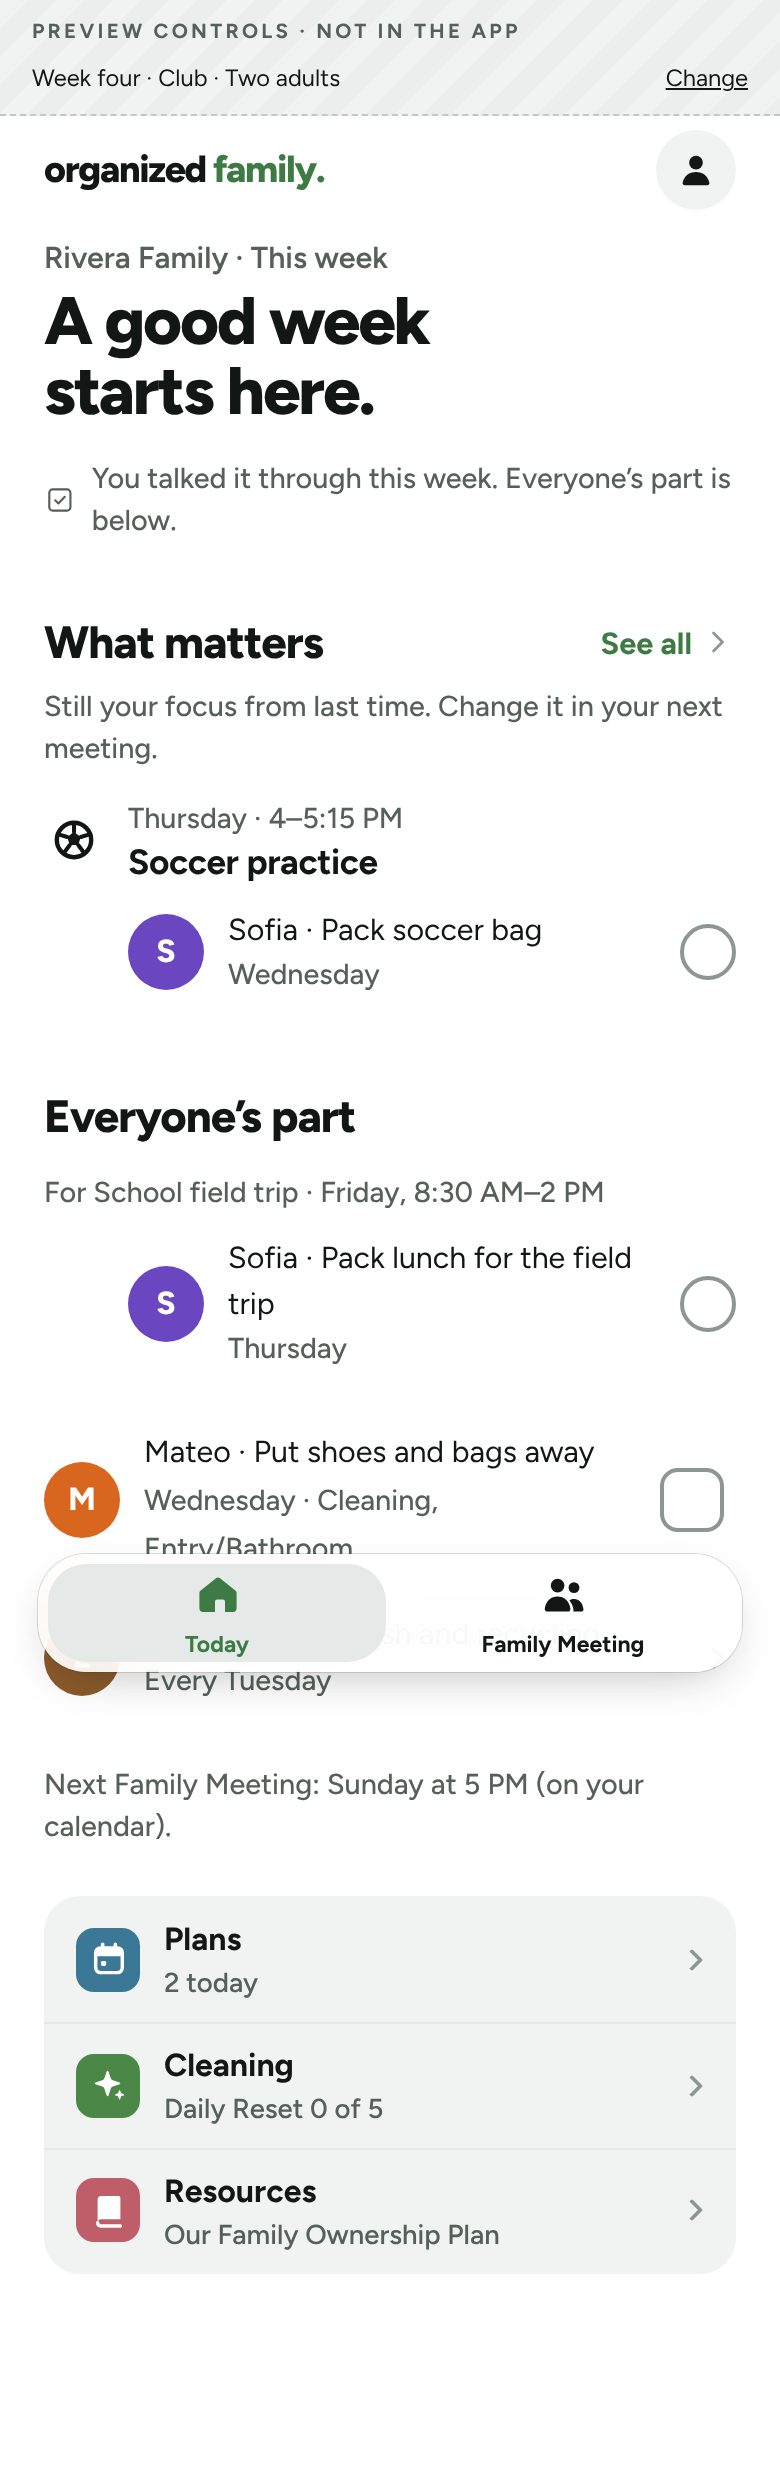 PREVIEW CONTROLS · NOT IN THE APP
Week four · Club · Two adults
Change
organized family.
Rivera Family · This week
A good week
starts here.
You talked it through this week. Everyone’s part is
below.
What matters
See all
Still your focus from last time. Change it in your next
meeting.
Thursday · 4–5:15 PM
Soccer practice
S
Sofia · Pack soccer bag
Wednesday
Everyone’s part
For School field trip · Friday, 8:30 AM–2 PM
S
Sofia · Pack lunch for the field
trip
Thursday
M
Mateo · Put shoes and bags away
Wednesday · Cleaning,
Entry/Bathroom
and recycling
Today
Family Meeting
Every Tuesday
Next Family Meeting: Sunday at 5 PM (on your
calendar).
Plans
2 today
Cleaning
Daily Reset 0 of 5
Resources
Our Family Ownership Plan